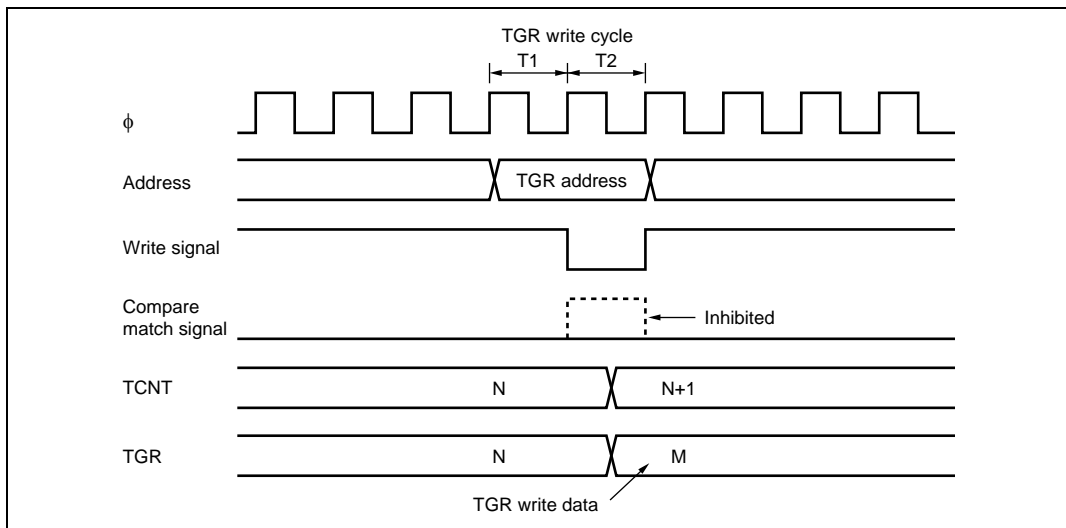 TGR write cycle
T1 T2
ϕ
Address
TGR address
Write signal
Compare
match signal
Inhibited
TCNT
N
N+1
TGR
N
M
TGR write data